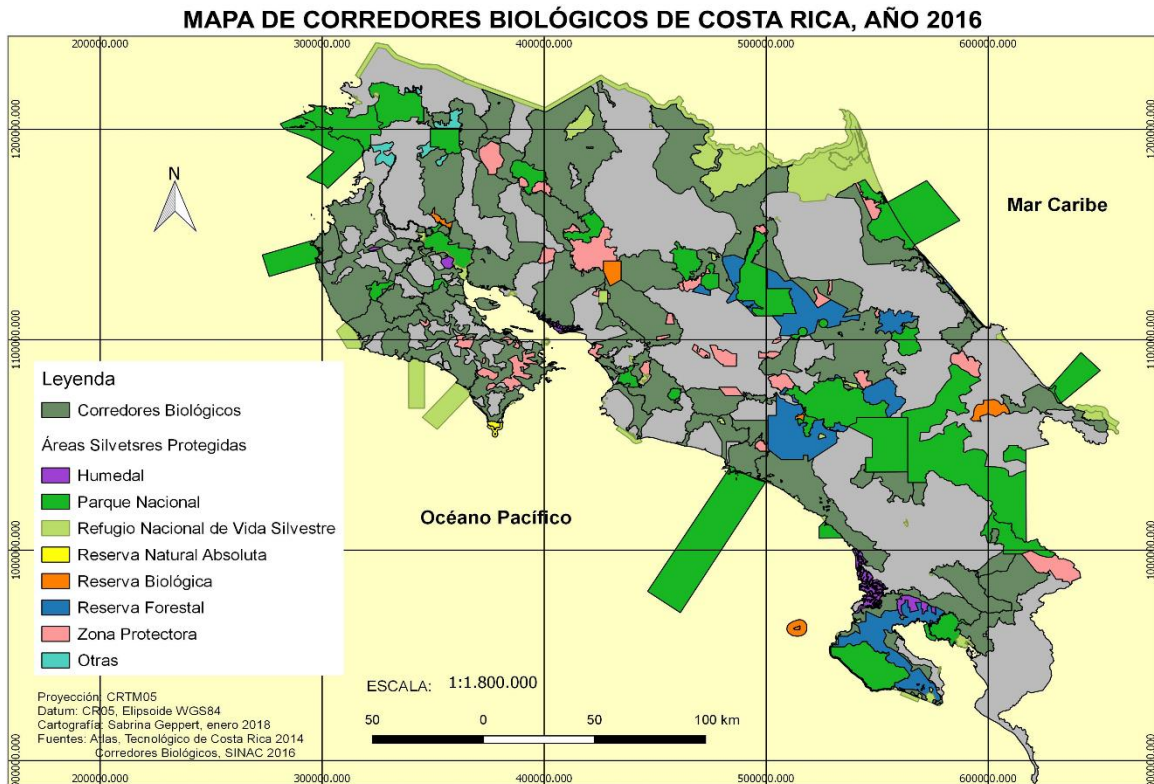 MAPA DE CORREDORES BIOLÓGICOS DE COSTA RICA, AÑO 2016
200000.000 300000.000 400000.000 500000.000 600000.000
1200000.000
N
Mar Caribe
1100000.000 1100000.000
Leyenda
Corredores Biológicos
Áreas Silvetsres Protegidas
Humedal
Parque Nacional
Refugio Nacional de Vida Silvestre
Reserva Natural Absoluta
Reserva Biológica
Reserva Forestal
Zona Protectora
Otras
Océano Pacífico
1000000.000 1000000.000
Proyección: CRTM05
Datum: CR05, Elipsoide WGS84
Cartografía: Sabrina Geppert, enero 2018
Fuentes: Atlas, Tecnológico de Costa Rica 2014
Corredores Biológicos, SINAC 2016
ESCALA: 1:1.800.000
50 0 50 100 km
200000.000 300000.000 400000.000 500000.000 600000.000